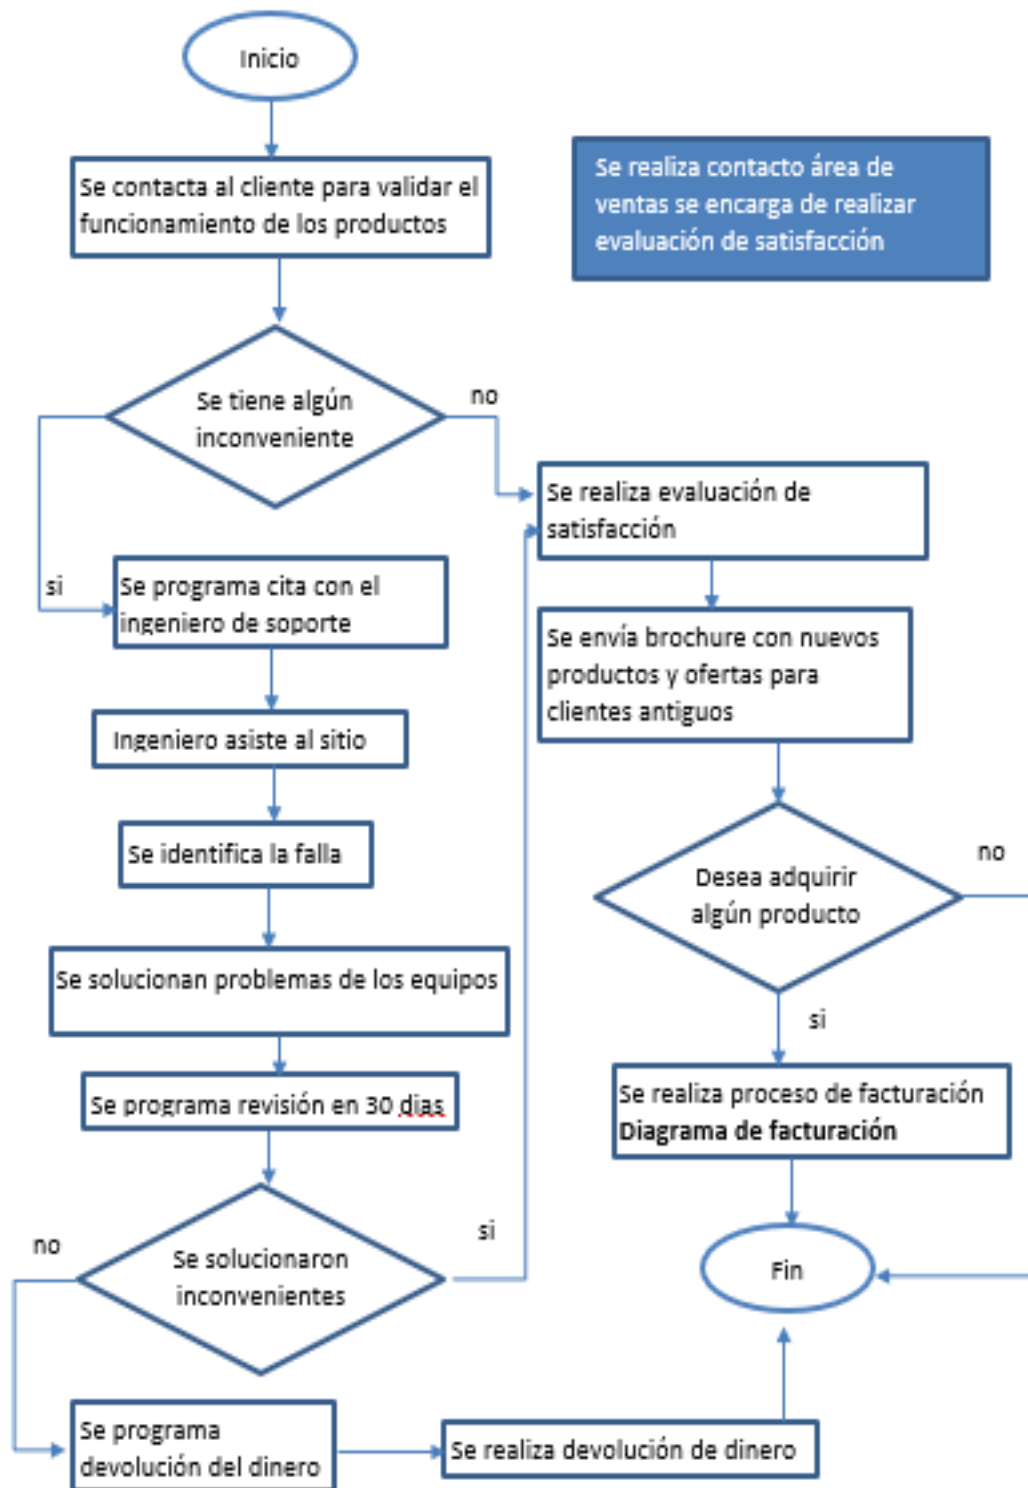 Inicio
Se contacta al cliente para validar el
funcionamiento de los productos
Se realiza contacto área de
ventas se encarga de realizar
evaluación de satisfacción
Se tiene algún
inconveniente
no
si
Se realiza evaluación de
satisfacción
Se programa cita con el
ingeniero de soporte
Se envía brochure con nuevos
productos y ofertas para
clientes antiguos
Ingeniero asiste al sitio
Se identifica la falla
Desea adquirir
algún producto
no
si
Se solucionan problemas de los equipos
Se programa revisión en 30 dias
Se realiza proceso de facturación
Diagrama de facturación
Se solucionaron
inconvenientes
no
si
Fin
Se programa
devolución del dinero
Se realiza devolución de dinero